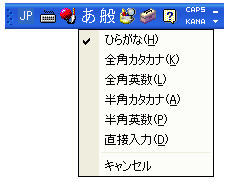 JP あ 般 CAPS
KANA
ひらがな(H)
全角カタカナ(K)
全角英数(L)
半角カタカナ(A)
半角英数(P)
直接入力(D)
キャンセル